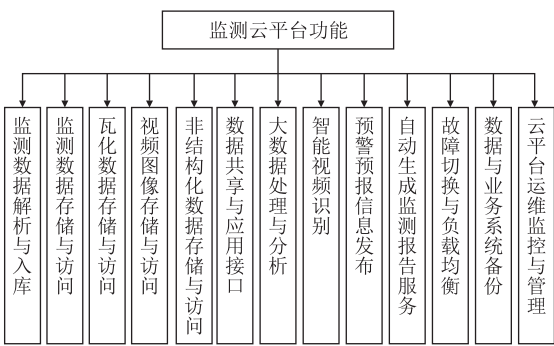 监测云平台功能
监测数据解析与入库
监测数据存储与访问
瓦化数据存储与访问
视频图像存储与访问
非结构化数据存储与访问
数据共享与应用接口
大数据处理与分析
智能视频识别
预警预报信息发布
自动生成监测报告服务
故障切换与负载均衡
数据与业务系统备份
云平台运维监控与管理